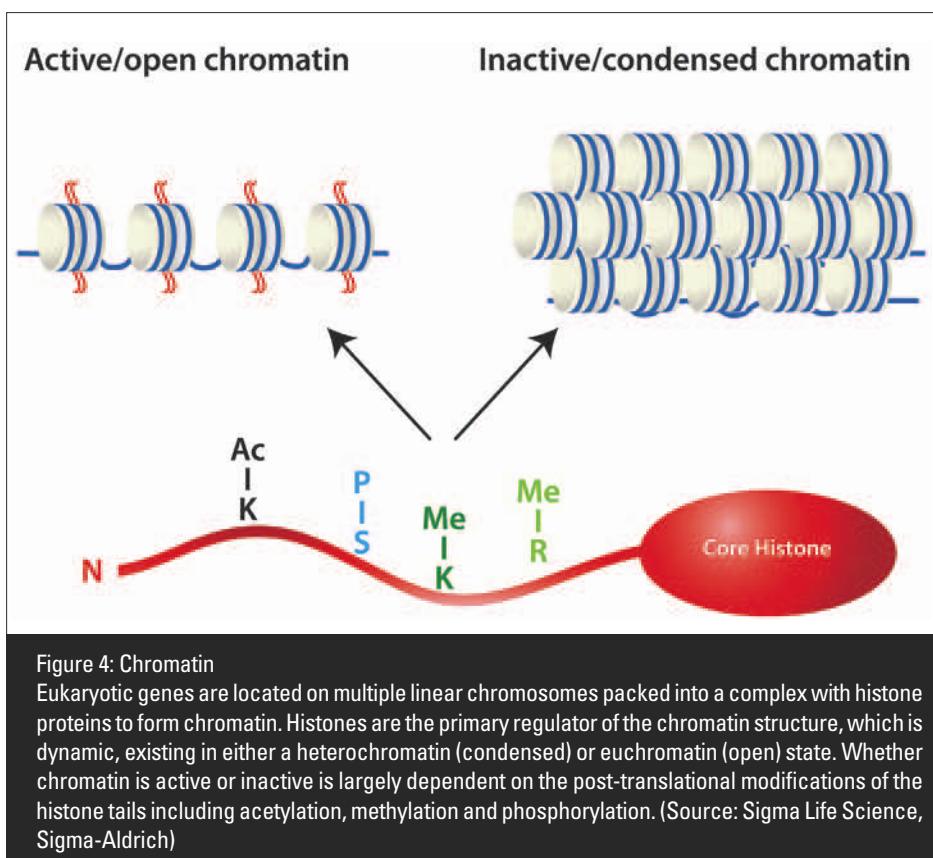 Active/open chromatin
Inactive/condensed chromatin
Ac
K
P
S
Me
K
Me
R
N
Core Histone
Figure 4: Chromatin
Eukaryotic genes are located on multiple linear chromosomes packed into a complex with histone
proteins to form chromatin. Histones are the primary regulator of the chromatin structure, which is
dynamic, existing in either a heterochromatin (condensed) or euchromatin (open) state. Whether
chromatin is active or inactive is largely dependent on the post-translational modifications of the
histone tails including acetylation, methylation and phosphorylation. (Source: Sigma Life Science,
Sigma-Aldrich)